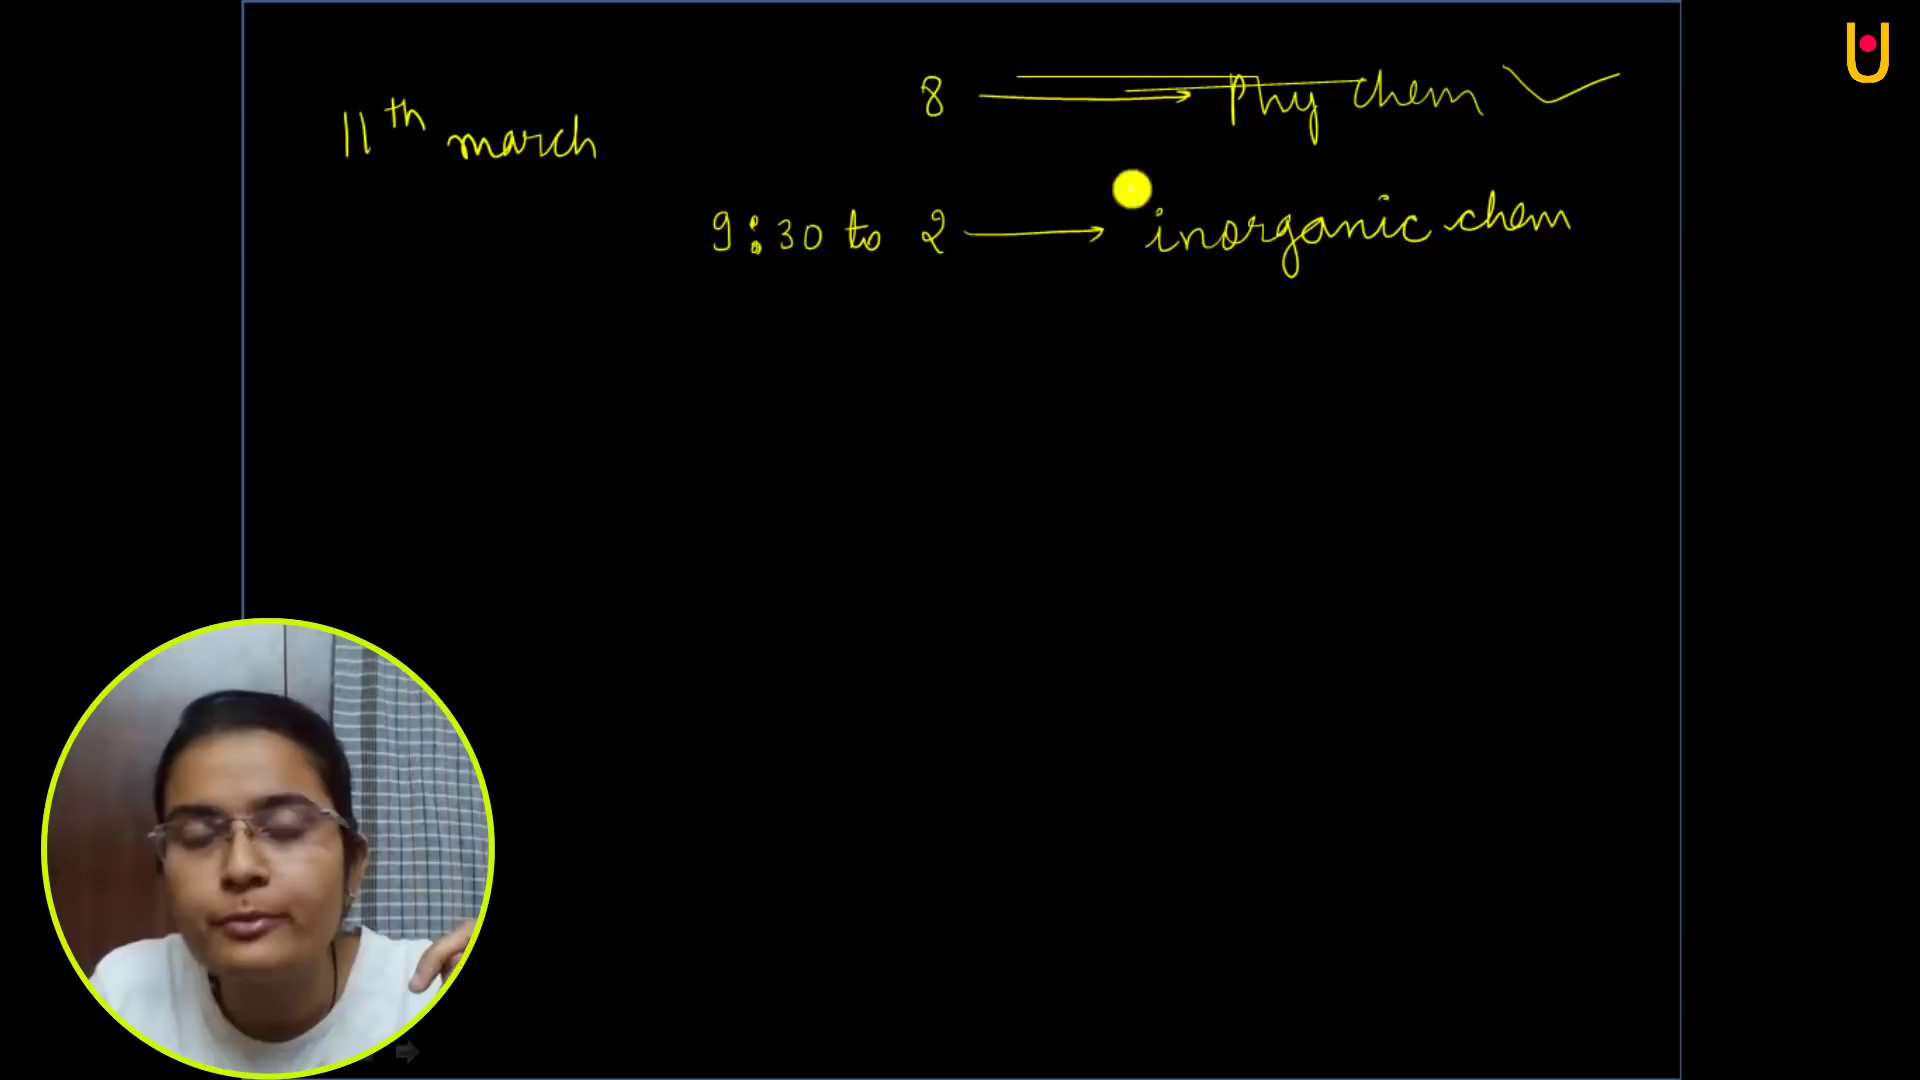 11th march
8 → Phy chem ✓
9:30 to 2 → inorganic chem